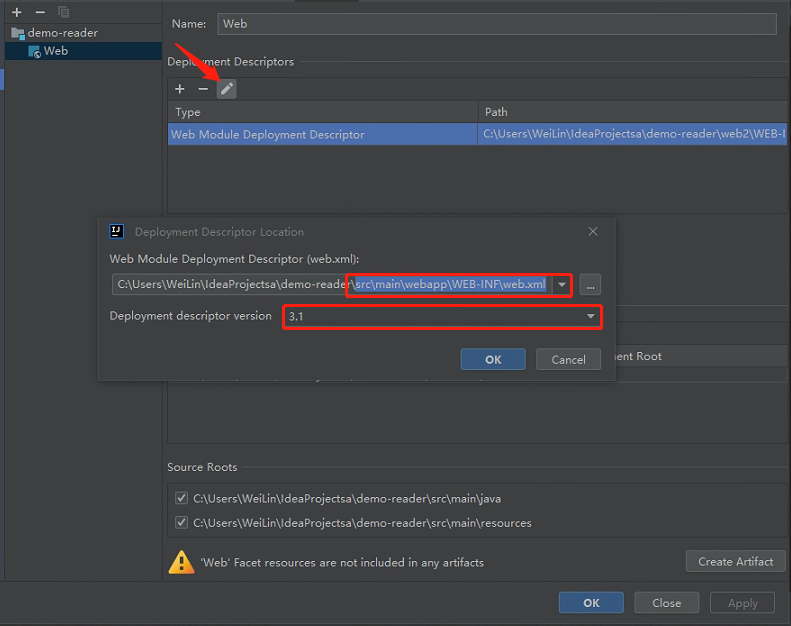 Name: Web
demo-reader
Web
Deployment Descriptors
Type Path
Web Module Deployment Descriptor C:\Users\WeiLin\IdeaProjectsa\demo-reader\web2\WEB-I
Deployment Descriptor Location
Web Module Deployment Descriptor (web.xml):
C:\Users\WeiLin\IdeaProjectsa\demo-reader\src\main\webapp\WEB-INF\web.xml ...
Deployment descriptor version 3.1
OK Cancel
ent Root
Source Roots
C:\Users\WeiLin\IdeaProjectsa\demo-reader\src\main\java
C:\Users\WeiLin\IdeaProjectsa\demo-reader\src\main\resources
'Web' Facet resources are not included in any artifacts Create Artifact
OK Close Apply